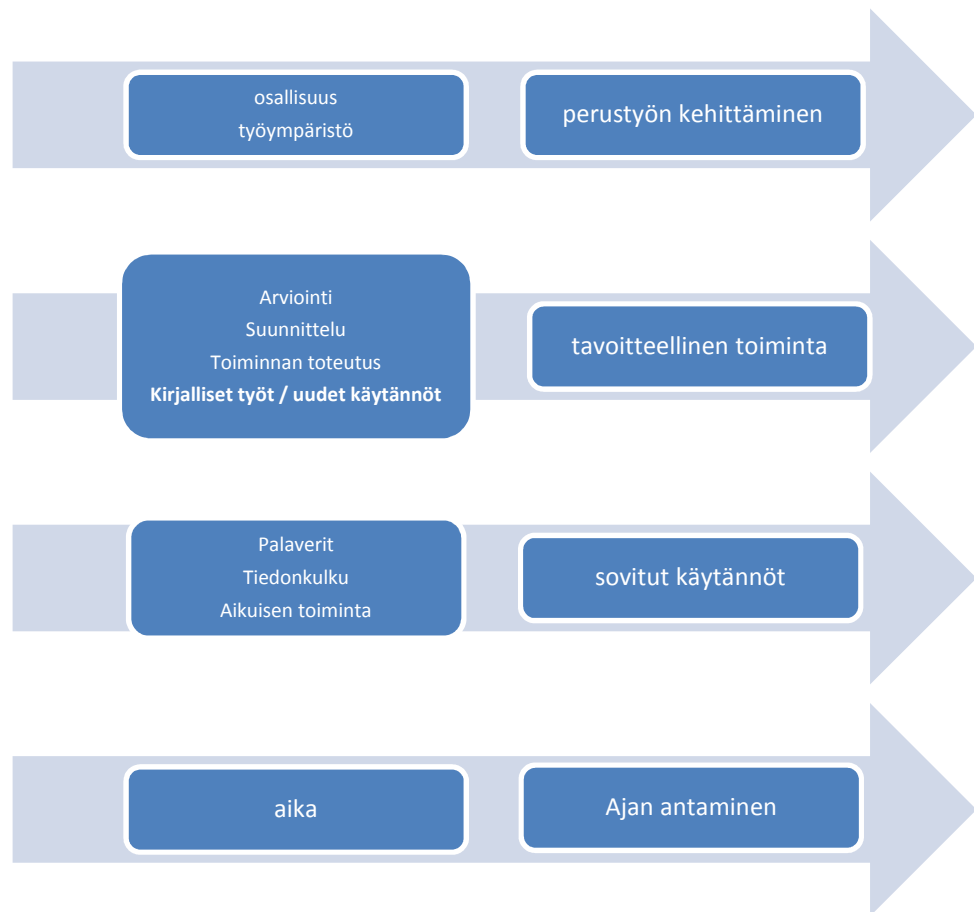 osallisuus
työympäristö
perustyön kehittäminen
Arviointi
Suunnittelu
Toiminnan toteutus
Kirjalliset työt / uudet käytännöt
tavoitteellinen toiminta
Palaverit
Tiedonkulku
Aikuisen toiminta
sovitut käytännöt
aika
Ajan antaminen